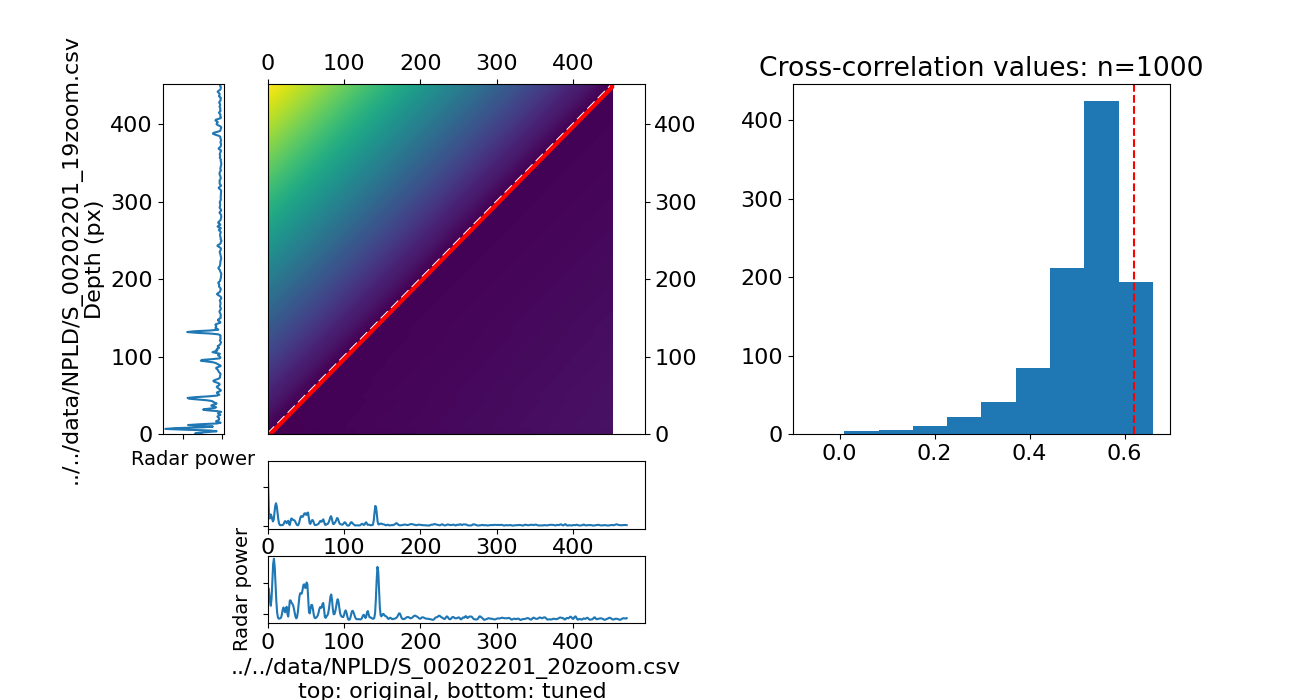 Cross-correlation values: n=1000
0 100 200 300 400
../../data/NPLD/S_00202201_19zoom.csv
Depth (px)
400
300
200
100
0
400
300
200
100
0
400
300
200
100
0
0.0 0.2 0.4 0.6
Radar power
0 100 200 300 400
Radar power
0 100 200 300 400
../../data/NPLD/S_00202201_20zoom.csv
top: original, bottom: tuned